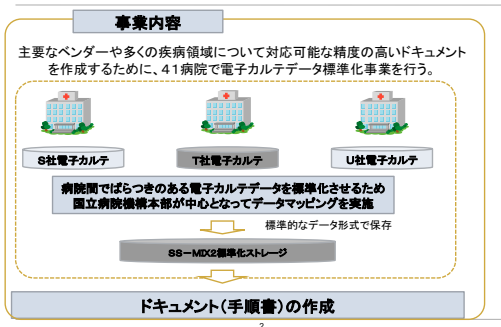 事業内容
主要なベンダーや多くの疾病領域について対応可能な精度の高いドキュメント
を作成するために、41病院で電子カルテデータ標準化事業を行う。
S社電子カルテ
T社電子カルテ
U社電子カルテ
病院間でばらつきのある電子カルテデータを標準化させるため
国立病院機構本部が中心となってデータマッピングを実施
標準的なデータ形式で保存
SS-MIX2標準化ストレージ
ドキュメント(手順書)の作成
2